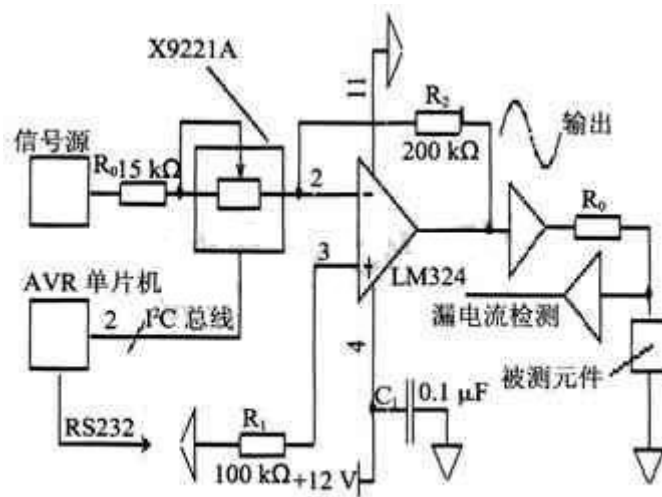 X9221A
信号源
R₀ 15 kΩ
11
R₂
200 kΩ
输出
2
3
LM324
R₀
AVR 单片机
2
I²C 总线
漏电流检测
4
被测元件
C₁
0.1 μF
RS232
R₁
100 kΩ
+12 V